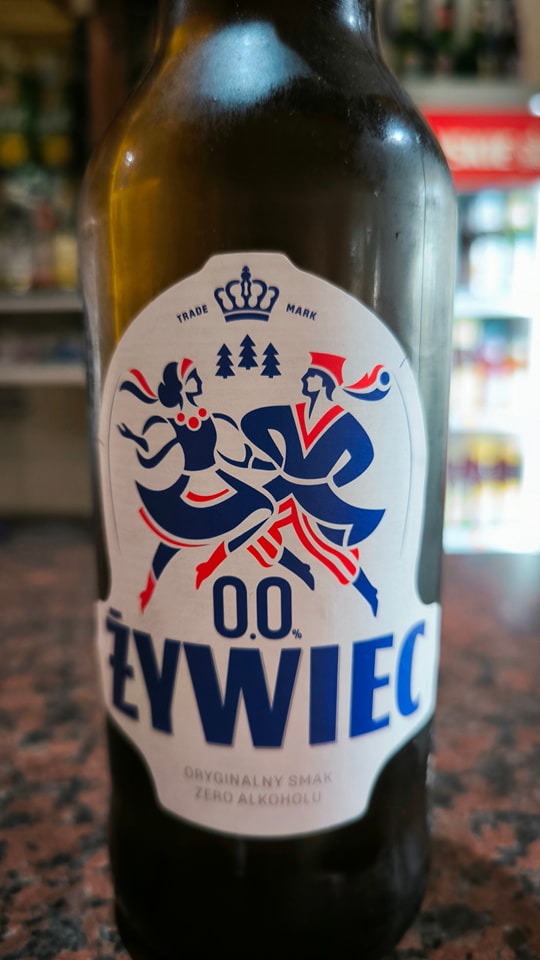 TRADE MARK
0.0%
ŻYWIEC
ORYGINALNY SMAK
ZERO ALKOHOLU